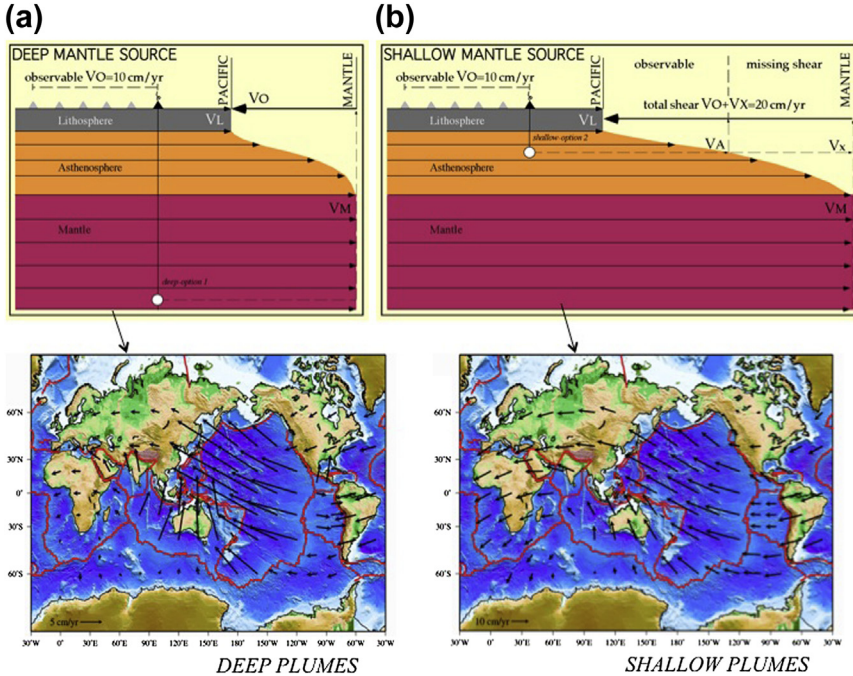 (a)
DEEP MANTLE SOURCE
observable VO=10 cm/yr
PACIFIC
MANTLE
VO
Lithosphere
VL
Asthenosphere
VM
Mantle
deep-option 1
(b)
SHALLOW MANTLE SOURCE
observable VO=10 cm/yr
PACIFIC
observable
missing shear
MANTLE
total shear VO+VX=20 cm/yr
Lithosphere
VL
shallow-option 2
VA
Vx
Asthenosphere
VM
Mantle
60˚N
30˚N
0˚
30˚S
60˚S
5 cm/yr
30˚W 0˚ 30˚E 60˚E 90˚E 120˚E 150˚E 180˚ 150˚W 120˚W 90˚W 60˚W 30˚W
DEEP PLUMES
60˚N
30˚N
0˚
30˚S
60˚S
10 cm/yr
30˚W 0˚ 30˚E 60˚E 90˚E 120˚E 150˚E 180˚ 150˚W 120˚W 90˚W 60˚W 30˚W
SHALLOW PLUMES